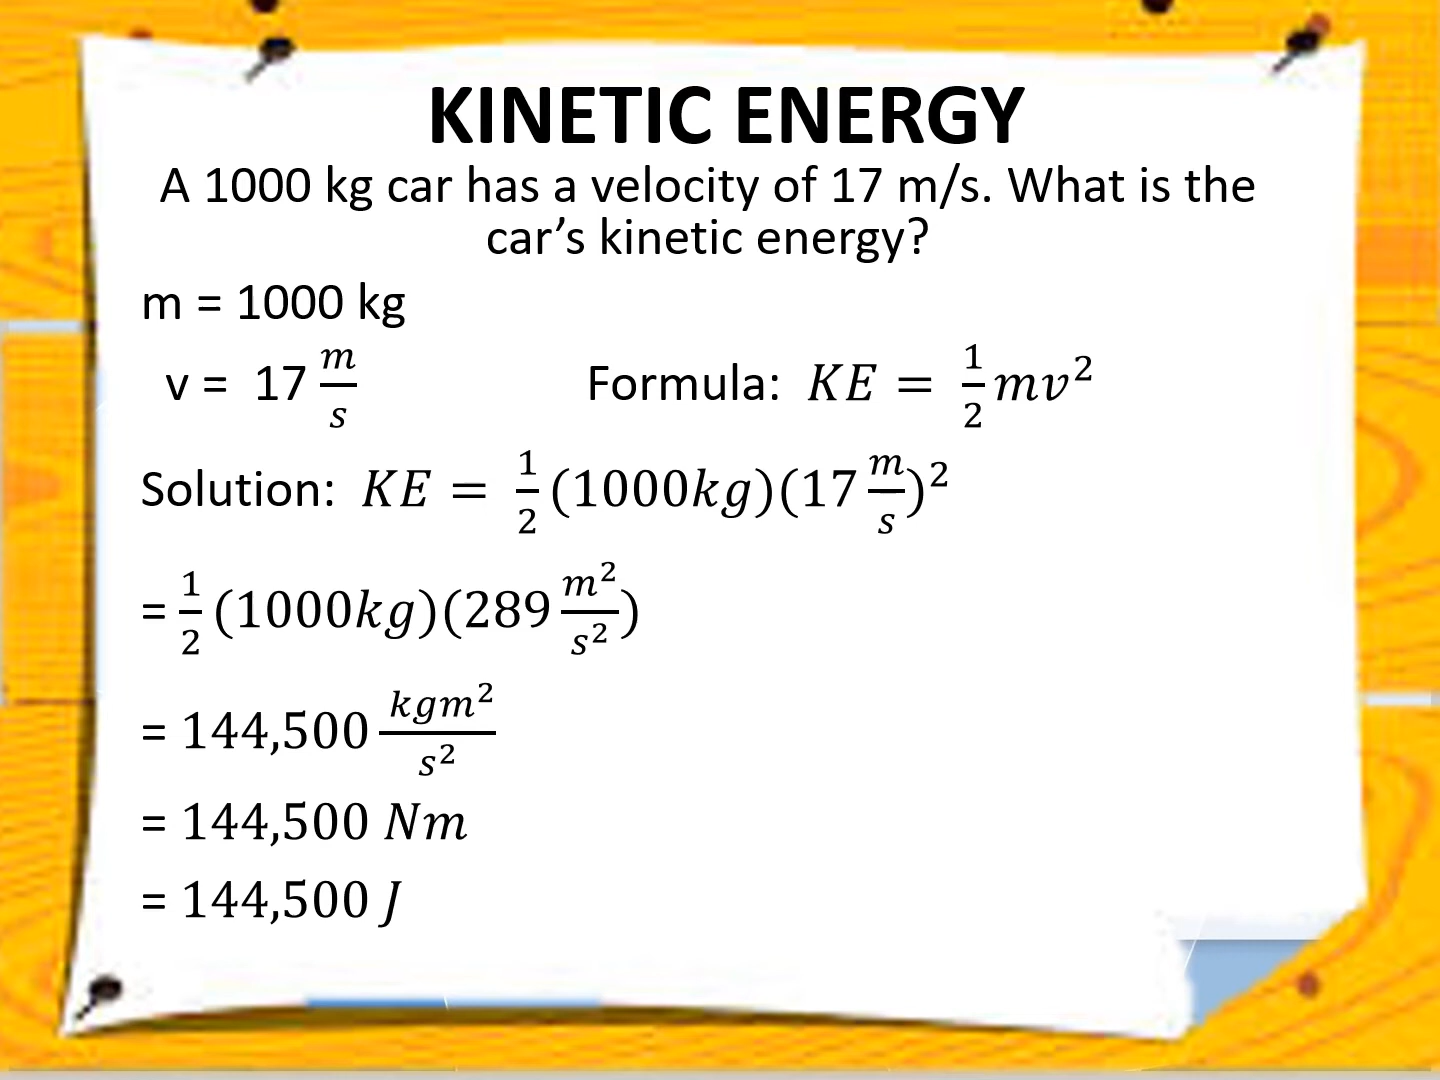 KINETIC ENERGY
A 1000 kg car has a velocity of 17 m/s. What is the
car’s kinetic energy?
m = 1000 kg
v = 17 m/s Formula: KE = 1/2 mv²
Solution: KE = 1/2 (1000kg)(17 m/s)²
= 1/2 (1000kg)(289 m²/s²)
= 144,500 kgm²/s²
= 144,500 Nm
= 144,500 J